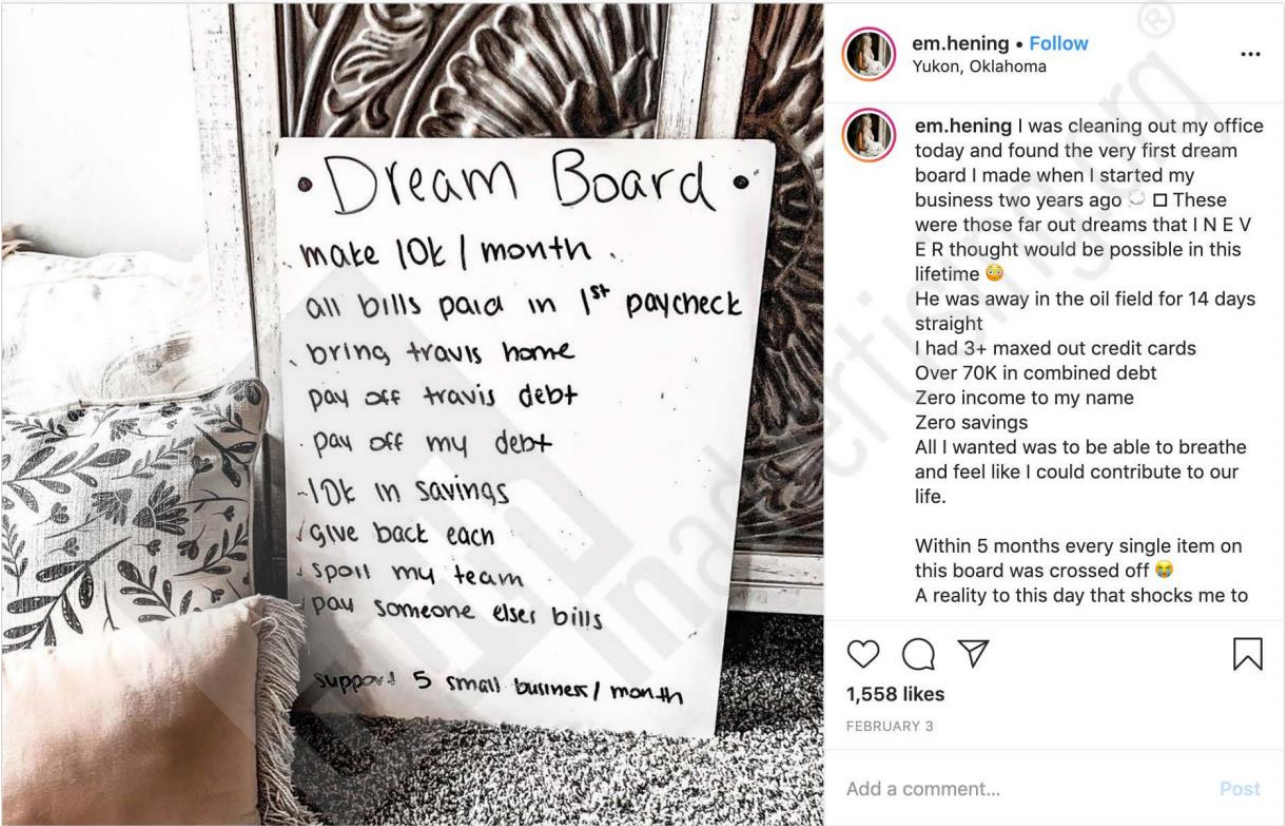 • Dream Board •
make 10k / month
all bills paid in 1st paycheck
bring travis home
pay off travis debt
pay off my debt
10k in savings
give back each
spoil my team
pay someone elses bills
support 5 small business / month
em.hening • Follow
Yukon, Oklahoma
em.hening I was cleaning out my office
today and found the very first dream
board I made when I started my
business two years ago
These
were those far out dreams that I N E V
E R thought would be possible in this
lifetime 😳
He was away in the oil field for 14 days
straight
I had 3+ maxed out credit cards
Over 70K in combined debt
Zero income to my name
Zero savings
All I wanted was to be able to breathe
and feel like I could contribute to our
life.
Within 5 months every single item on
this board was crossed off 😭
A reality to this day that shocks me to
1,558 likes
FEBRUARY 3
Add a comment...
Post